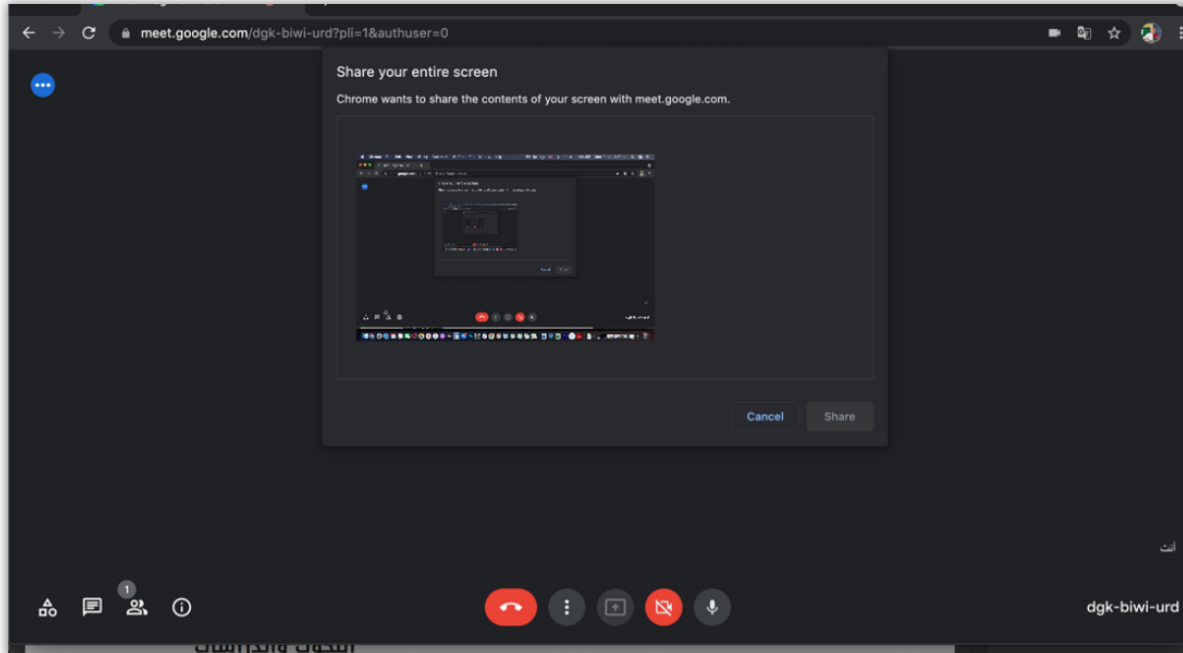 meet.google.com/dgk-biwi-urd?pli=1&authuser=0
Share your entire screen
Chrome wants to share the contents of your screen with meet.google.com.
Cancel
Share
أنت
1
dgk-biwi-urd